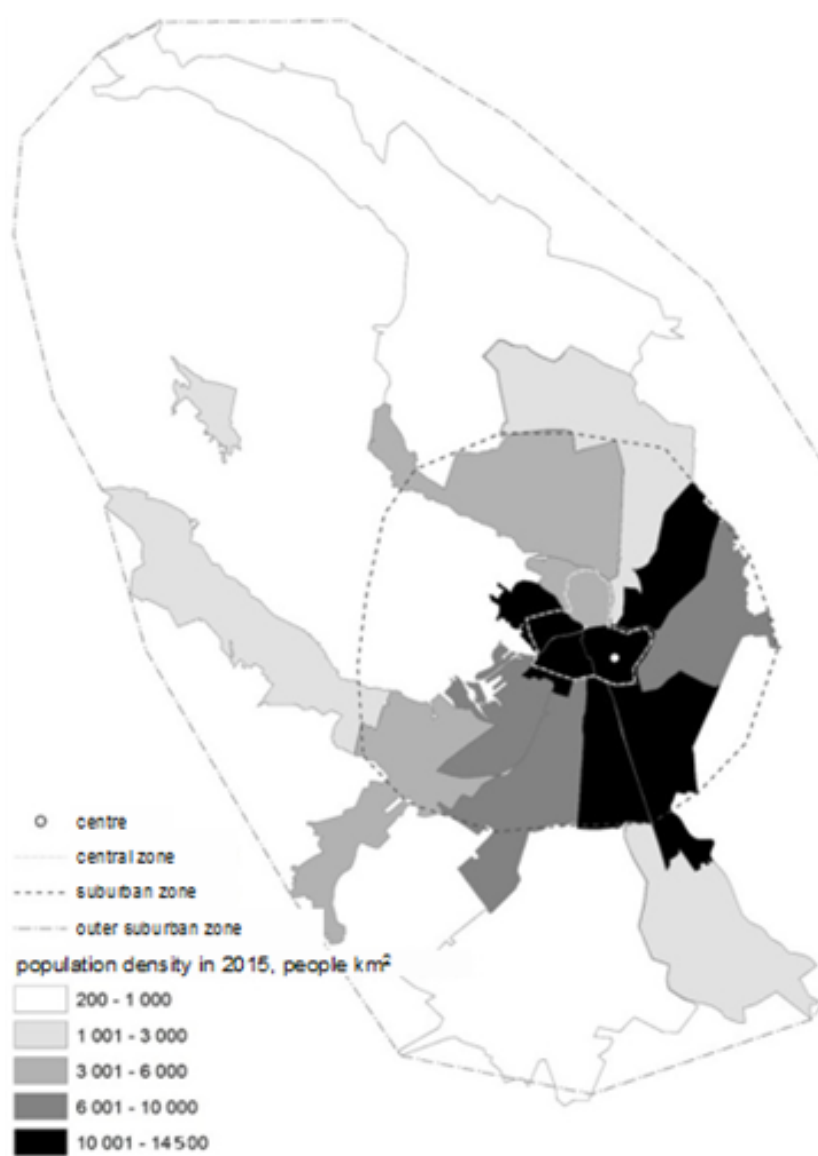 centre
central zone
suburban zone
outer suburban zone
population density in 2015, people km²
200 - 1 000
1 001 - 3 000
3 001 - 6 000
6 001 - 10 000
10 001 - 14 500